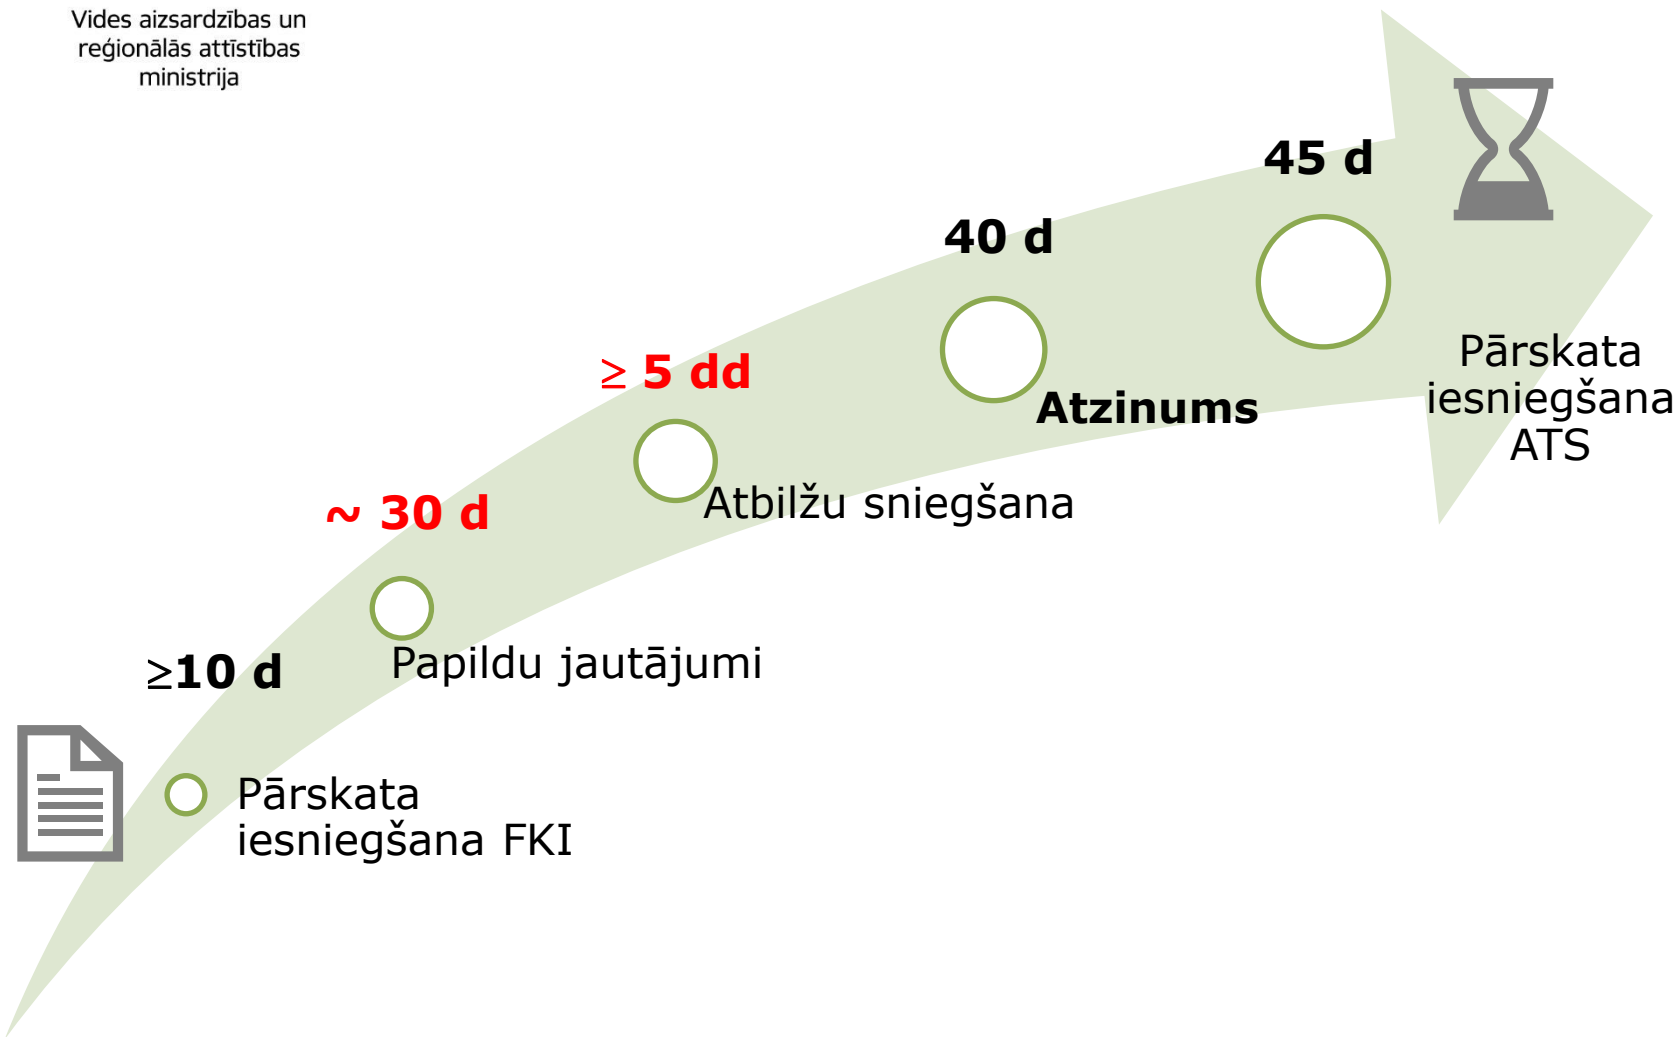 Vides aizsardzības un
reģionālās attīstības
ministrija
≥10 d
Pārskata
iesniegšana FKI
~ 30 d
Papildu jautājumi
≥ 5 dd
Atbilžu sniegšana
40 d
Atzinums
45 d
Pārskata
iesniegšana
ATS